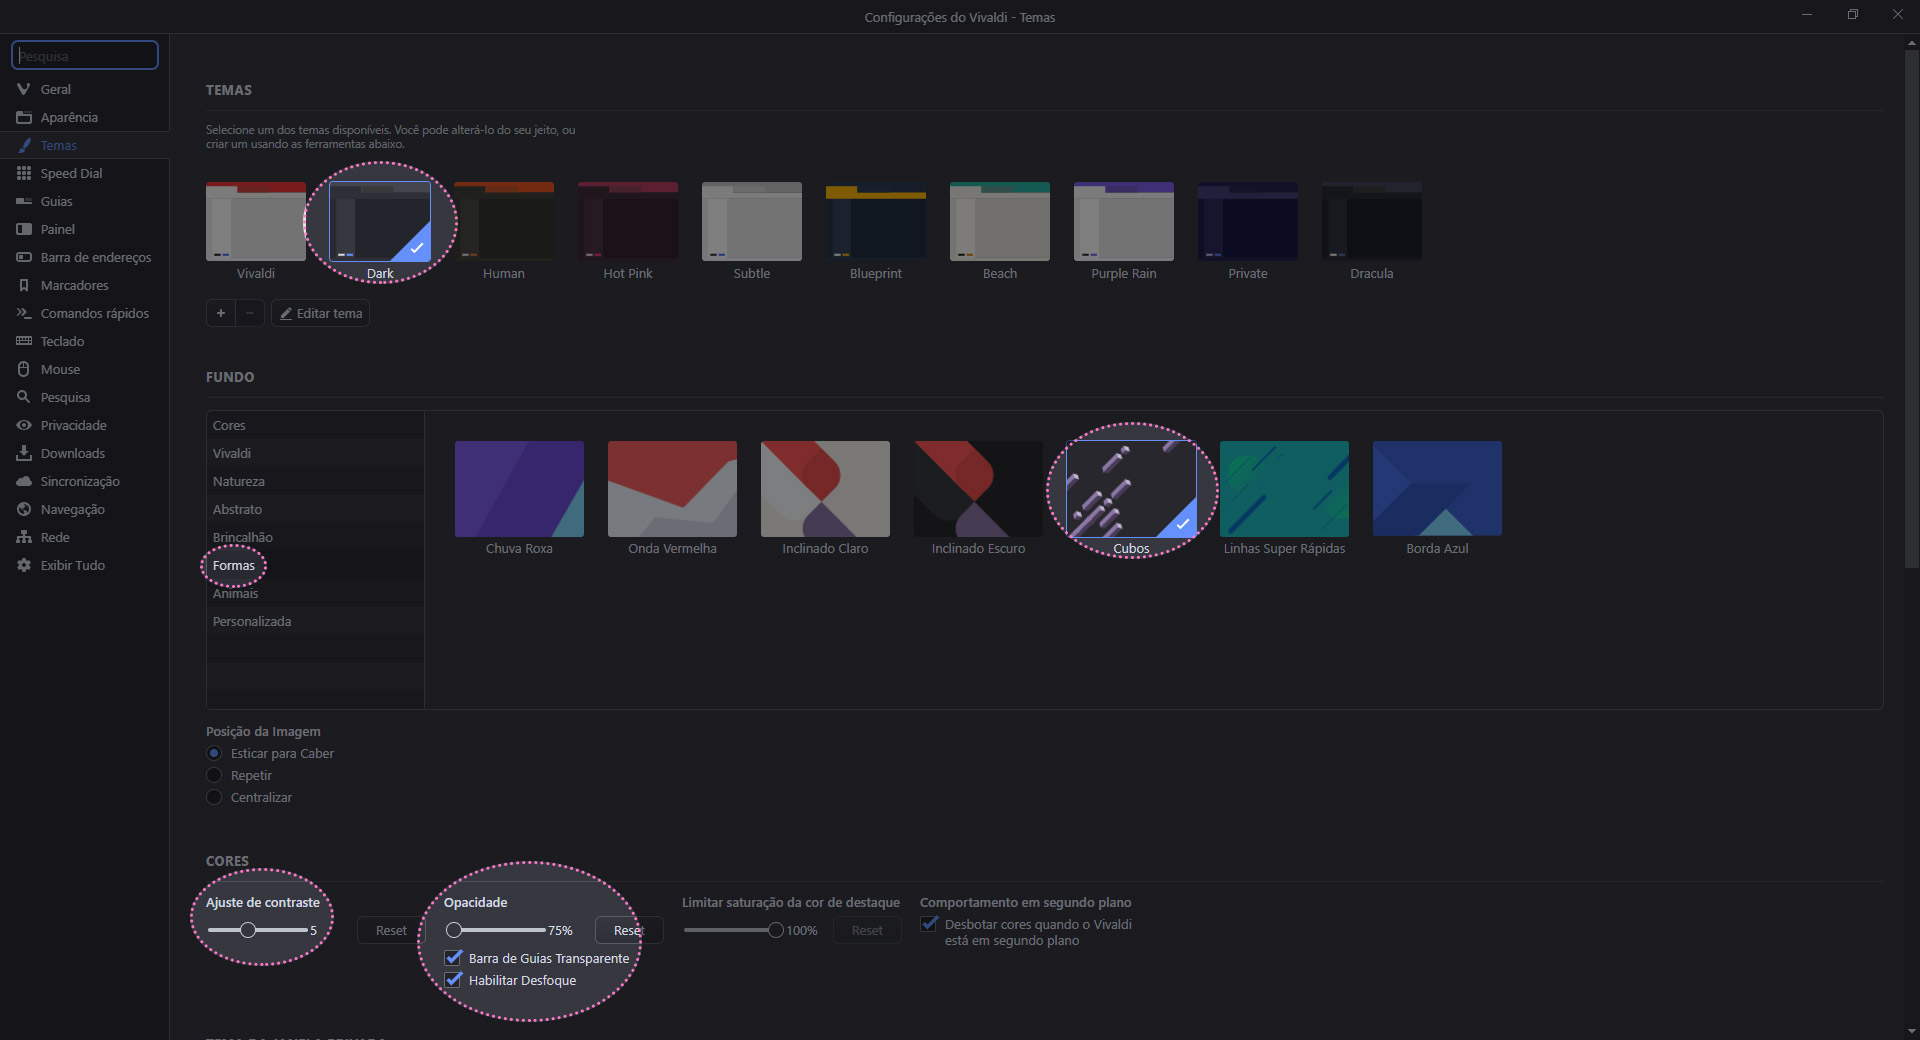 Configurações do Vivaldi - Temas
Pesquisa
Geral
Aparência
Temas
Speed Dial
Guias
Painel
Barra de endereços
Marcadores
Comandos rápidos
Teclado
Mouse
Pesquisa
Privacidade
Downloads
Sincronização
Navegação
Rede
Exibir Tudo
TEMAS
Selecione um dos temas disponíveis. Você pode alterá-lo do seu jeito, ou
criar um usando as ferramentas abaixo.
Vivaldi
Dark
Human
Hot Pink
Subtle
Blueprint
Beach
Purple Rain
Private
Dracula
Editar tema
FUNDO
Cores
Vivaldi
Natureza
Abstrato
Brincalhão
Formas
Animais
Personalizada
Chuva Roxa
Onda Vermelha
Inclinado Claro
Inclinado Escuro
Cubos
Linhas Super Rápidas
Borda Azul
Posição da Imagem
Esticar para Caber
Repetir
Centralizar
CORES
Ajuste de contraste
5
Reset
Opacidade
75%
Reset
Barra de Guias Transparente
Habilitar Desfoque
Limitar saturação da cor de destaque
100%
Reset
Comportamento em segundo plano
Desbotar cores quando o Vivaldi
está em segundo plano